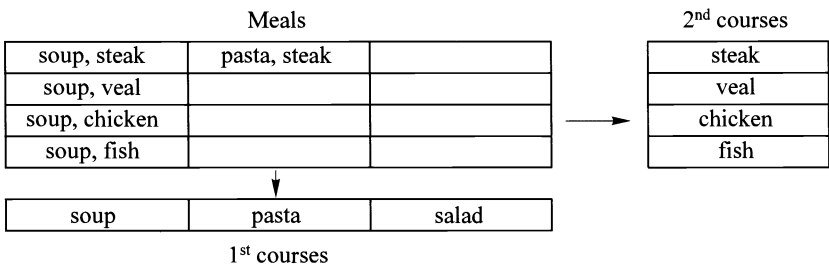 Meals
2nd courses
soup, steak
pasta, steak
steak
soup, veal
veal
soup, chicken
chicken
soup, fish
fish
soup
pasta
salad
1st courses